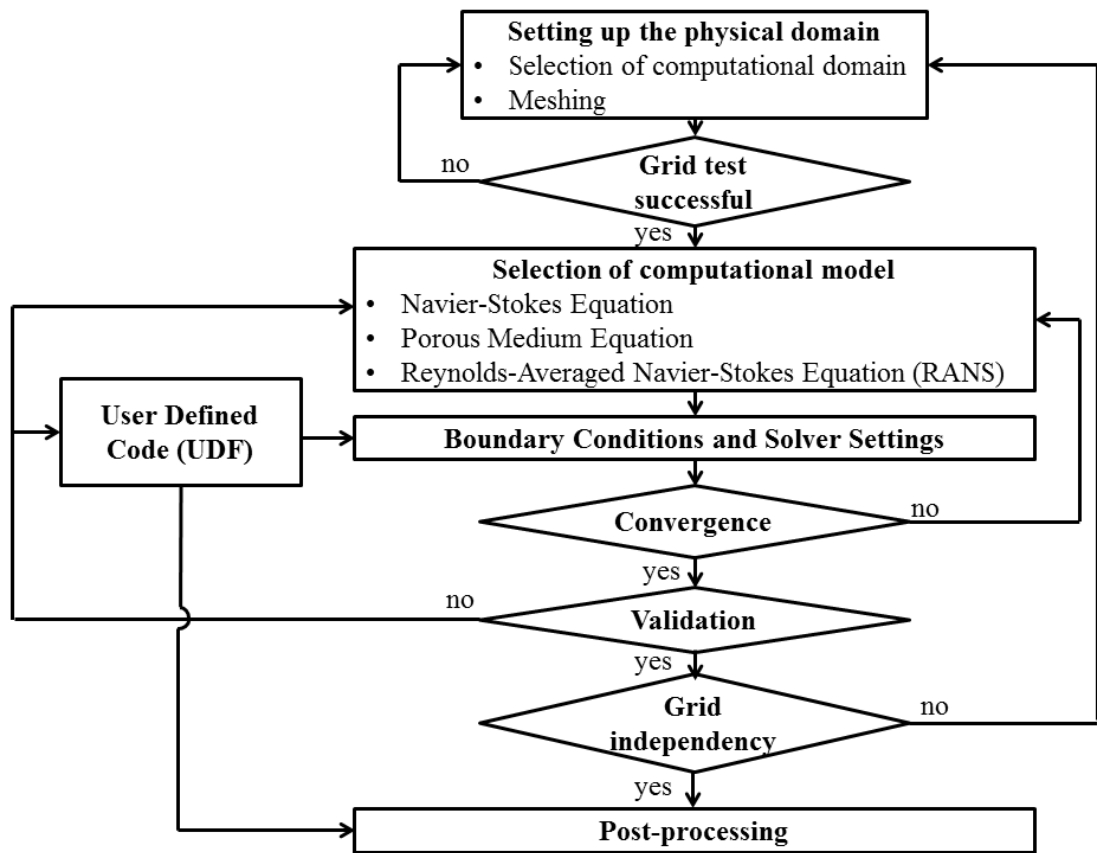 Setting up the physical domain
• Selection of computational domain
• Meshing
no
Grid test
successful
yes
Selection of computational model
• Navier-Stokes Equation
• Porous Medium Equation
• Reynolds-Averaged Navier-Stokes Equation (RANS)
User Defined
Code (UDF)
Boundary Conditions and Solver Settings
Convergence
no
yes
no
Validation
yes
Grid
independency
no
yes
Post-processing